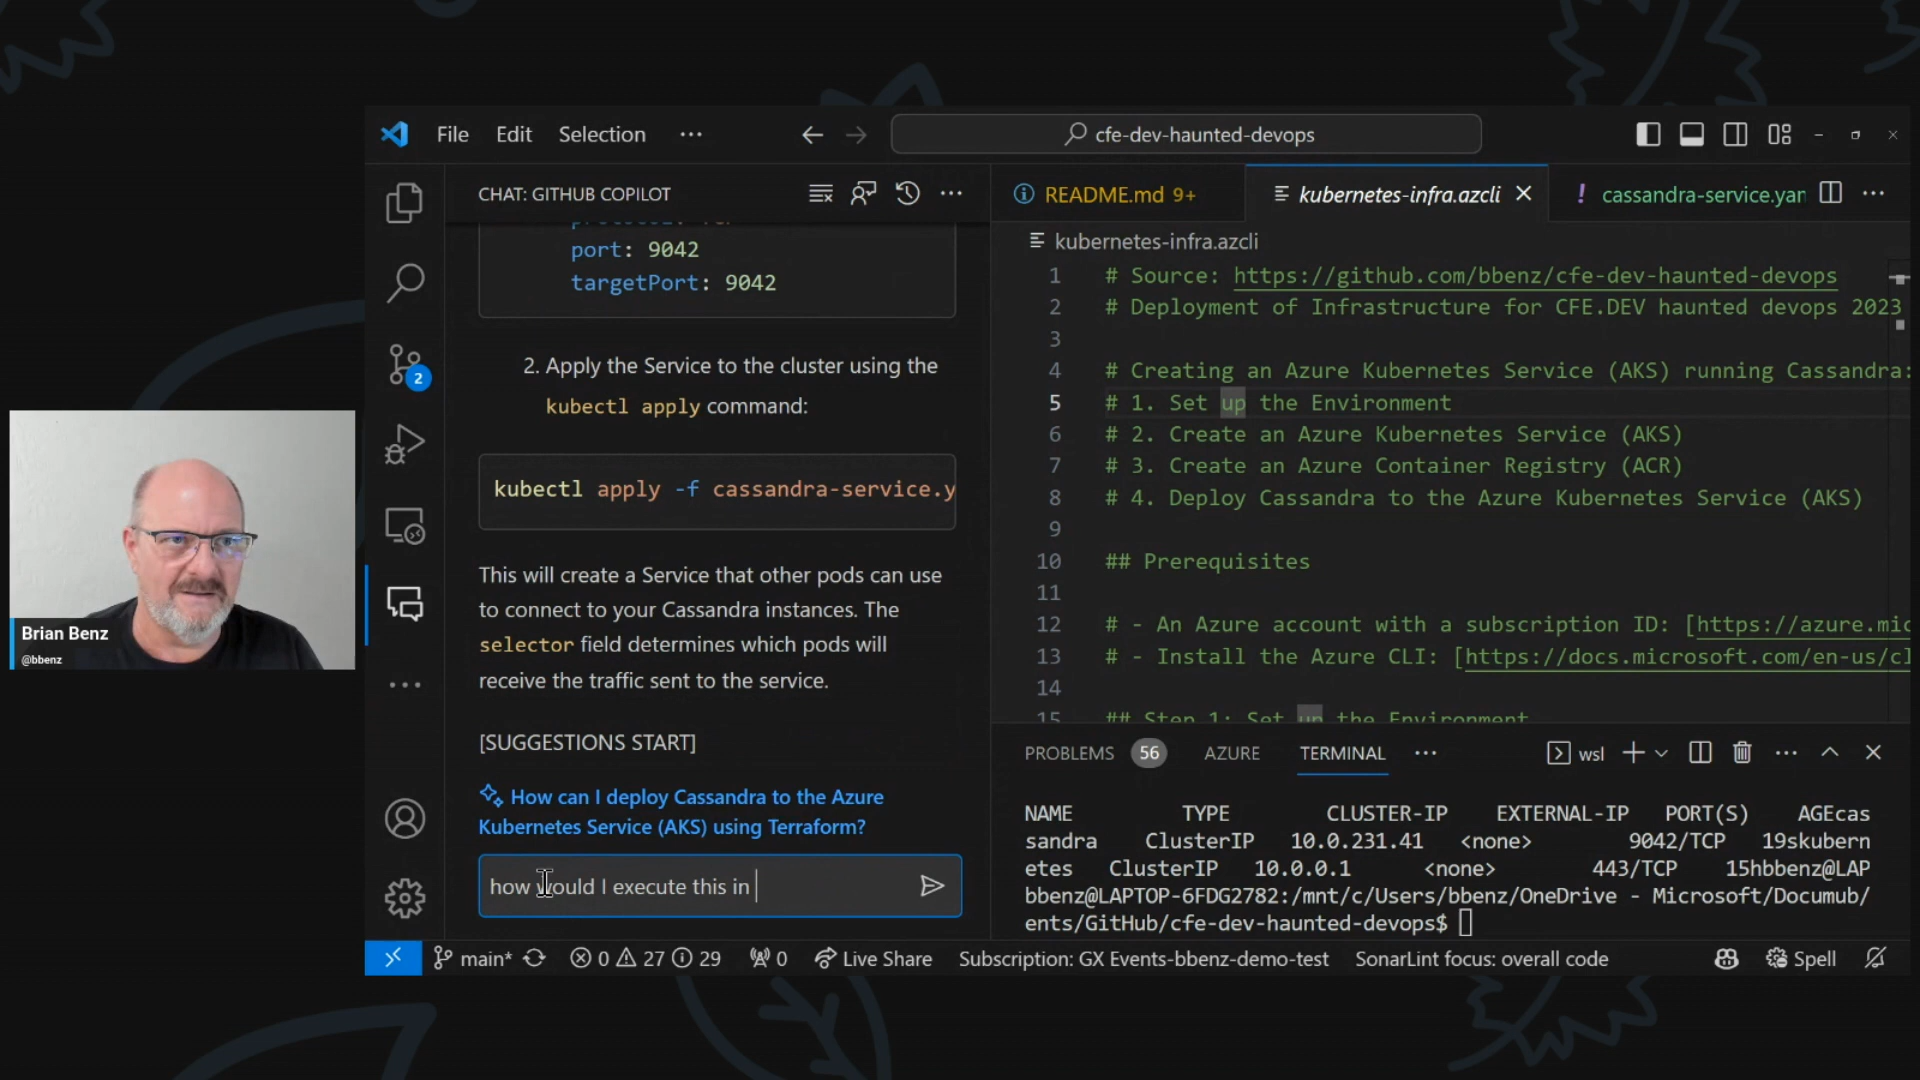 File Edit Selection ···
cfe-dev-haunted-devops
CHAT: GITHUB COPILOT
port: 9042
targetPort: 9042
2. Apply the Service to the cluster using the
kubectl apply command:
kubectl apply -f cassandra-service.y
This will create a Service that other pods can use
to connect to your Cassandra instances. The
selector field determines which pods will
receive the traffic sent to the service.
[SUGGESTIONS START]
How can I deploy Cassandra to the Azure
Kubernetes Service (AKS) using Terraform?
how would I execute this in
2
Brian Benz
@bbenz
README.md 9+
kubernetes-infra.azcli
! cassandra-service.yam
kubernetes-infra.azcli
1 # Source: https://github.com/bbenz/cfe-dev-haunted-devops
2 # Deployment of Infrastructure for CFE.DEV haunted devops 2023
3
4 # Creating an Azure Kubernetes Service (AKS) running Cassandra:
5 # 1. Set up the Environment
6 # 2. Create an Azure Kubernetes Service (AKS)
7 # 3. Create an Azure Container Registry (ACR)
8 # 4. Deploy Cassandra to the Azure Kubernetes Service (AKS)
9
10 ## Prerequisites
11
12 # - An Azure account with a subscription ID: [https://azure.mic
13 # - Install the Azure CLI: [https://docs.microsoft.com/en-us/cl
14
15 ## Step 1: Set up the Environment
PROBLEMS 56 AZURE TERMINAL ··· wsl
NAME TYPE CLUSTER-IP EXTERNAL-IP PORT(S) AGEcas
sandra ClusterIP 10.0.231.41 <none> 9042/TCP 19skubern
etes ClusterIP 10.0.0.1 <none> 443/TCP 15hbbenz@LAP
bbenz@LAPTOP-6FDG2782:/mnt/c/Users/bbenz/OneDrive - Microsoft/Documub/
ents/GitHub/cfe-dev-haunted-devops$
main* 0 27 29 0 Live Share Subscription: GX Events-bbenz-demo-test SonarLint focus: overall code Spell